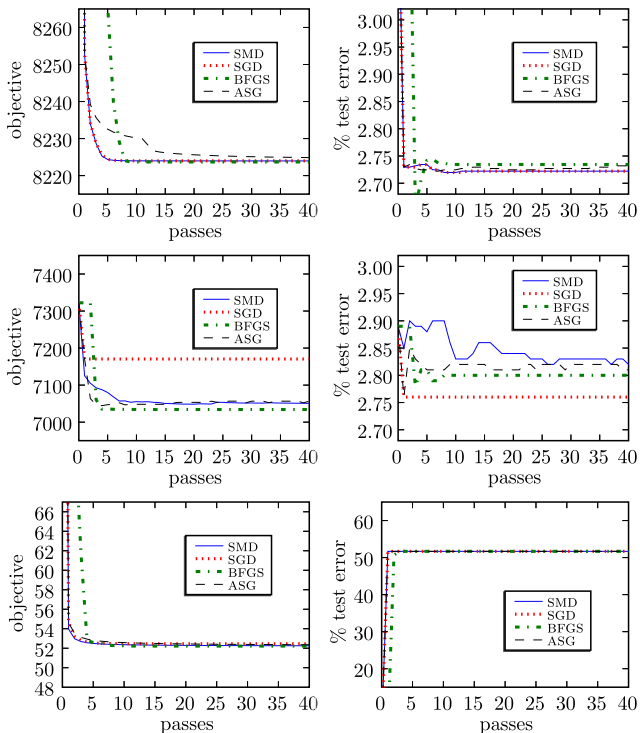 objective
8260
8250
8240
8230
8220
SMD
SGD
BFGS
ASG
0 5 10 15 20 25 30 35 40
passes
% test error
3.00
2.95
2.90
2.85
2.80
2.75
2.70
SMD
SGD
BFGS
ASG
0 5 10 15 20 25 30 35 40
passes
objective
7400
7300
7200
7100
7000
SMD
SGD
BFGS
ASG
0 5 10 15 20 25 30 35 40
passes
% test error
3.00
2.95
2.90
2.85
2.80
2.75
2.70
SMD
SGD
BFGS
ASG
0 5 10 15 20 25 30 35 40
passes
objective
66
64
62
60
58
56
54
52
50
48
SMD
SGD
BFGS
ASG
0 5 10 15 20 25 30 35 40
passes
% test error
60
50
40
30
20
SMD
SGD
BFGS
ASG
0 5 10 15 20 25 30 35 40
passes